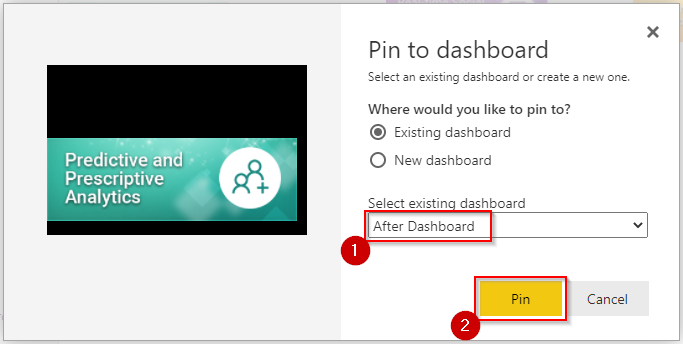 Pin to dashboard
Select an existing dashboard or create a new one.
Where would you like to pin to?
Existing dashboard
New dashboard
Select existing dashboard
After Dashboard
1
Pin
Cancel
2
Predictive and
Prescriptive
Analytics